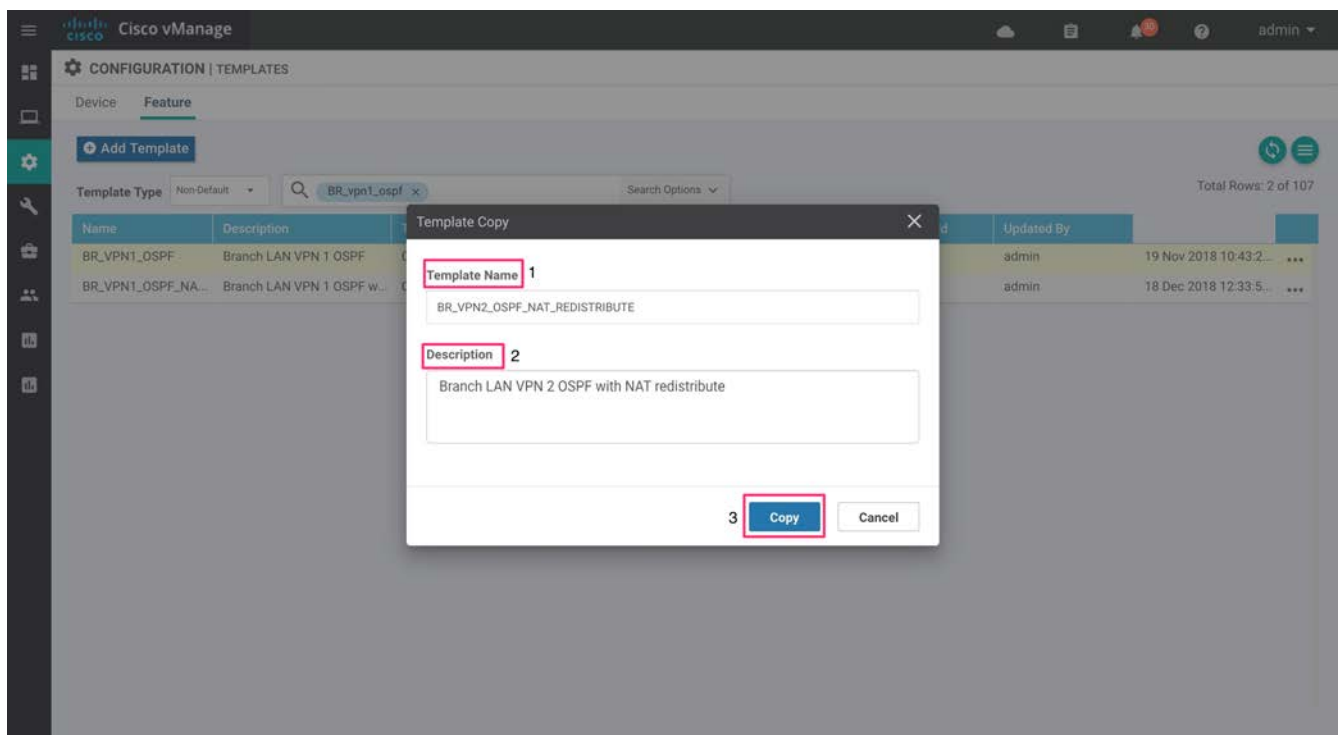 cisco Cisco vManage 30 admin
CONFIGURATION | TEMPLATES
Device Feature
Add Template
Template Type Non-Default BR_vpn1_ospf x Search Options Total Rows: 2 of 107
Name Description Updated By
BR_VPN1_OSPF Branch LAN VPN 1 OSPF admin 19 Nov 2018 10:43:2... •••
BR_VPN1_OSPF_NA... Branch LAN VPN 1 OSPF w... admin 18 Dec 2018 12:33:5... •••
Template Copy
Template Name 1
BR_VPN2_OSPF_NAT_REDISTRIBUTE
Description 2
Branch LAN VPN 2 OSPF with NAT redistribute
3 Copy Cancel